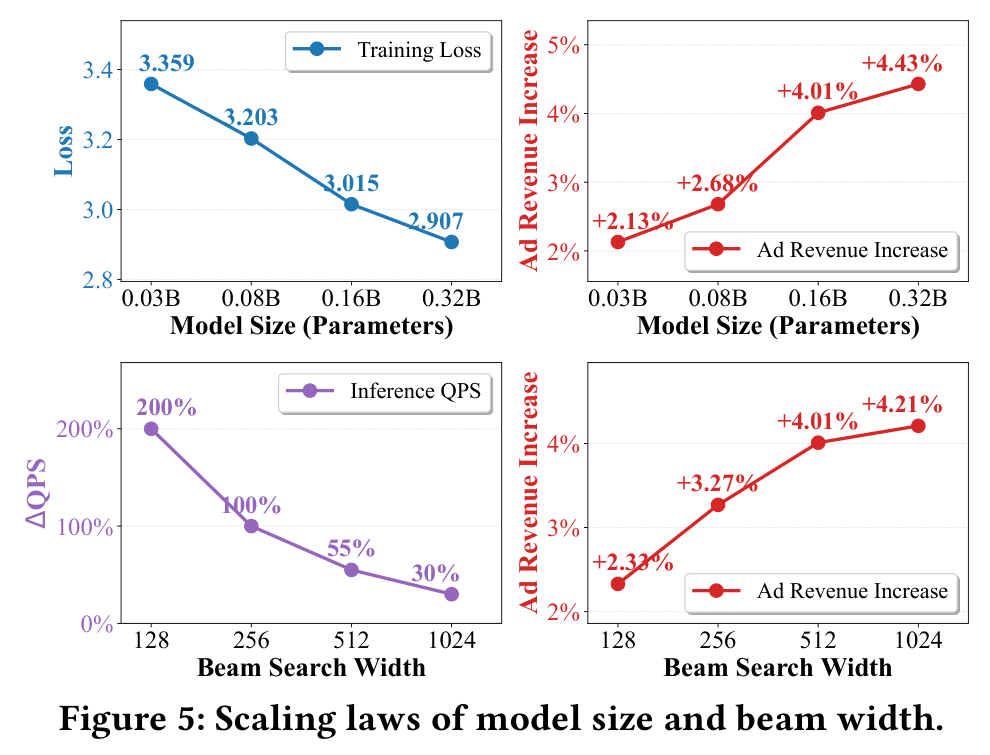 Training Loss
3.359
3.203
3.015
2.907
3.4
3.2
3.0
2.8
Loss
0.03B 0.08B 0.16B 0.32B
Model Size (Parameters)
Ad Revenue Increase
+4.43%
+4.01%
+2.68%
+2.13%
5%
4%
3%
2%
Ad Revenue Increase
0.03B 0.08B 0.16B 0.32B
Model Size (Parameters)
Inference QPS
200%
100%
55%
30%
200%
100%
0%
ΔQPS
128 256 512 1024
Beam Search Width
+4.21%
+4.01%
+3.27%
+2.33%
4%
3%
2%
Ad Revenue Increase
Ad Revenue Increase
128 256 512 1024
Beam Search Width
Figure 5: Scaling laws of model size and beam width.